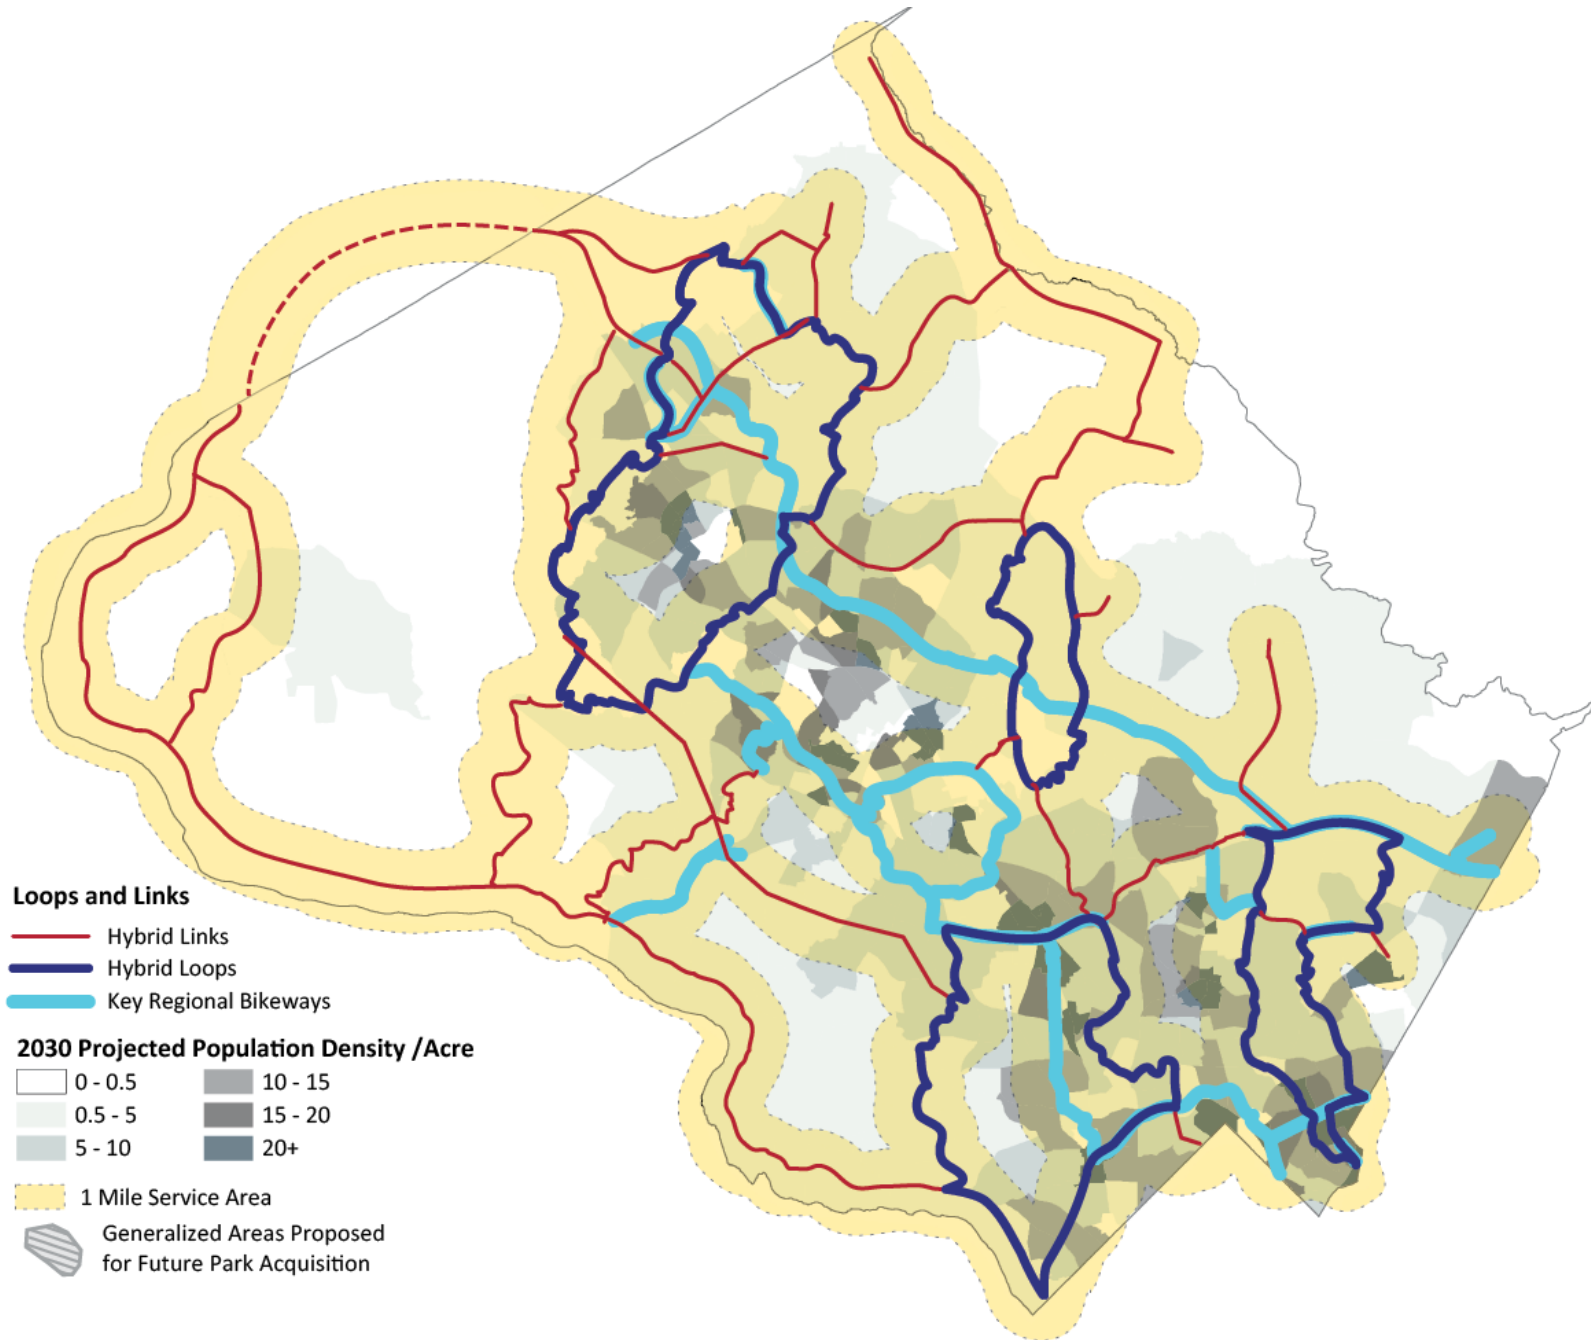 Loops and Links
Hybrid Links
Hybrid Loops
Key Regional Bikeways
2030 Projected Population Density /Acre
0 - 0.5
10 - 15
0.5 - 5
15 - 20
5 - 10
20+
1 Mile Service Area
Generalized Areas Proposed
for Future Park Acquisition